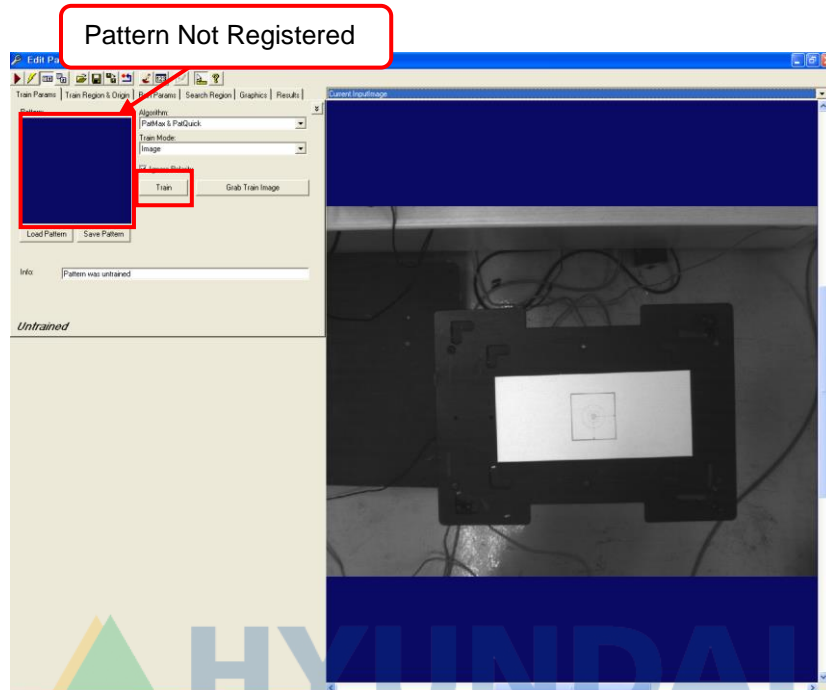 Pattern Not Registered
Edit Pa
Train Params Train Region & Origin Params Search Region Graphics Results
Current InputImage
Algorithm:
PatMax & PatQuick
Train Mode:
Image
Train Grab Train Image
Load Pattern Save Pattern
Info: Pattern was untrained
Untrained
HYUNDAI